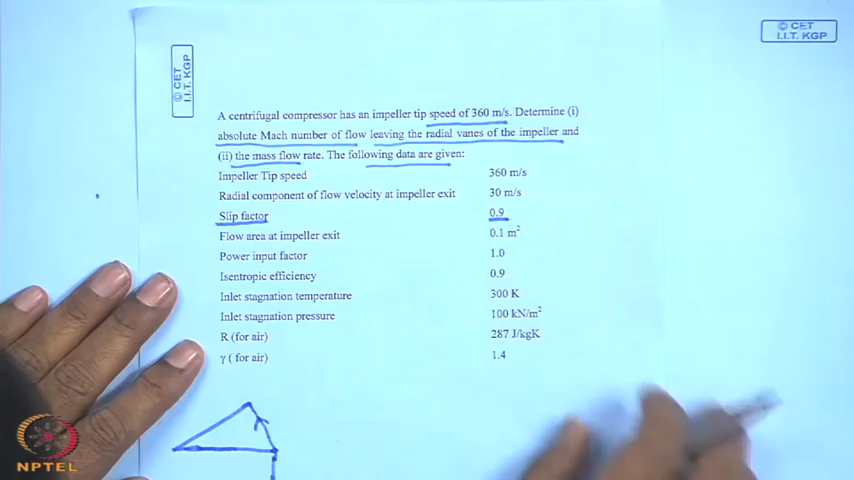 © CET
I.I.T. KGP
© CET
I.I.T. KGP
A centrifugal compressor has an impeller tip speed of 360 m/s. Determine (i)
absolute Mach number of flow leaving the radial vanes of the impeller and
(ii) the mass flow rate. The following data are given:
Impeller Tip speed 360 m/s
Radial component of flow velocity at impeller exit 30 m/s
Slip factor 0.9
Flow area at impeller exit 0.1 m²
Power input factor 1.0
Isentropic efficiency 0.9
Inlet stagnation temperature 300 K
Inlet stagnation pressure 100 kN/m²
R (for air) 287 J/kgK
γ ( for air) 1.4
NPTEL